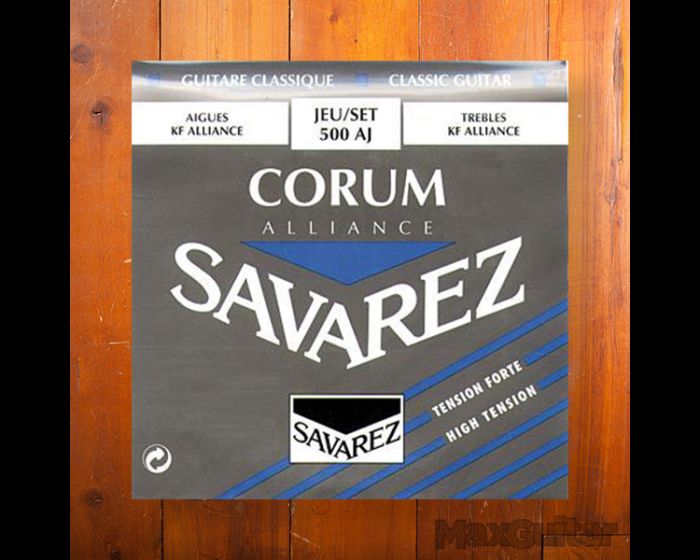 GUITARE CLASSIQUE CLASSIC GUITAR
AIGUES
KF ALLIANCE
JEU/SET
500 AJ
TREBLES
KF ALLIANCE
CORUM
ALLIANCE
SAVAREZ
TENSION FORTE
HIGH TENSION
SAVAREZ
MaxGuitar